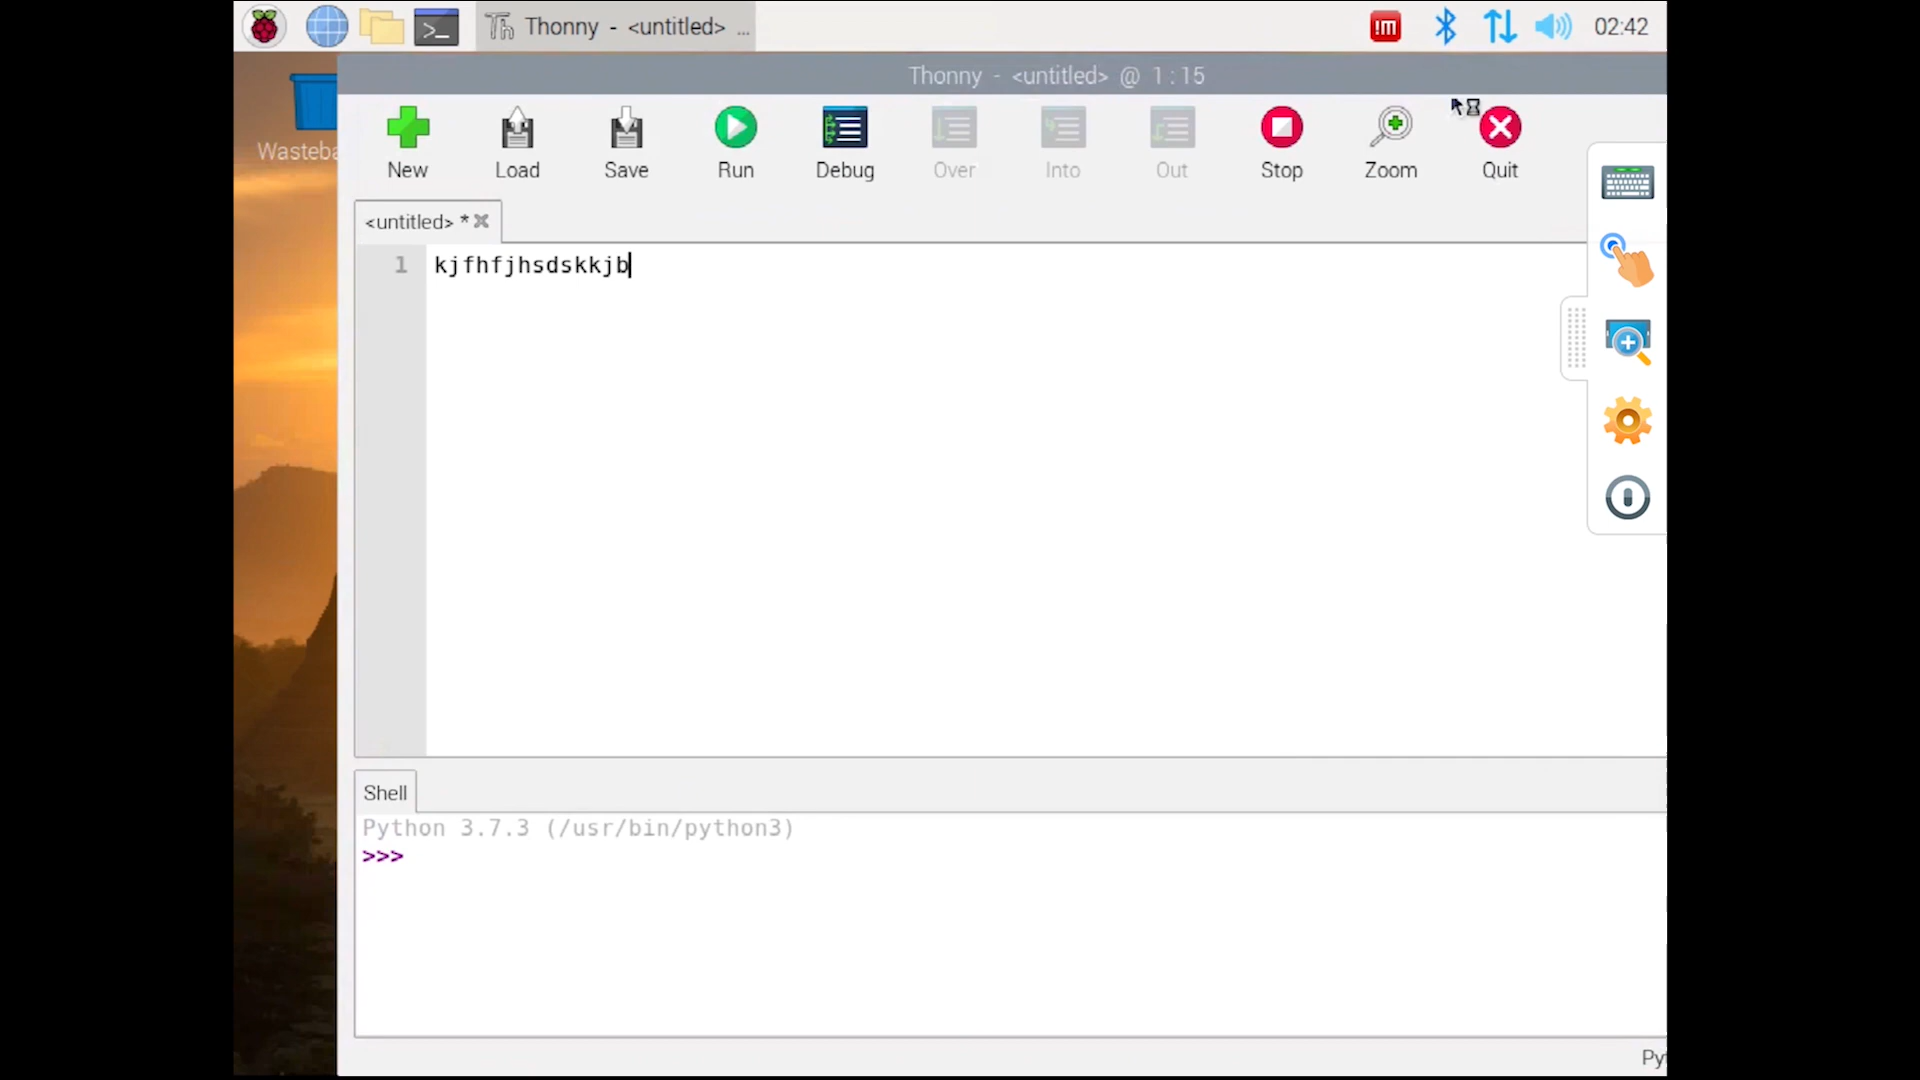 Thonny - <untitled> ...
02:42
Thonny - <untitled> @ 1 : 15
Wasteba
New Load Save Run Debug Over Into Out Stop Zoom Quit
<untitled> *
1 kjfhfjhsdskkjb
Shell
Python 3.7.3 (/usr/bin/python3)
>>>
Py